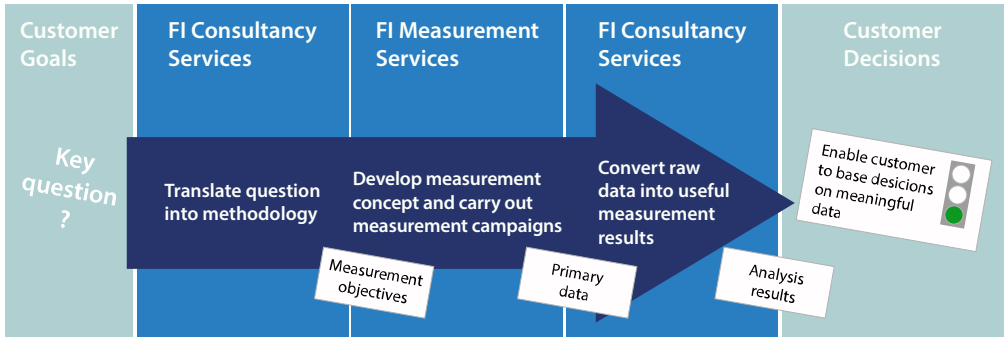 Customer
Goals
FI Consultancy
Services
FI Measurement
Services
FI Consultancy
Services
Customer
Decisions
Key
question
?
Translate question
into methodology
Develop measurement
concept and carry out
measurement campaigns
Convert raw
data into useful
measurement
results
Enable customer
to base desicions
on meaningful
data
Measurement
objectives
Primary
data
Analysis
results